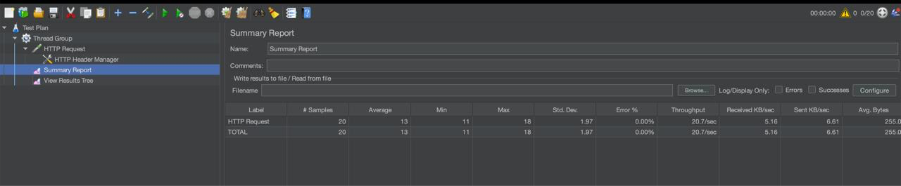 00:00:00 0 0/20
Test Plan
Thread Group
HTTP Request
HTTP Header Manager
Summary Report
View Results Tree
Summary Report
Name: Summary Report
Comments:
Write results to file / Read from file
Filename Browse... Log/Display Only: Errors Successes Configure
Label # Samples Average Min Max Std. Dev. Error % Throughput Received KB/sec Sent KB/sec Avg. Bytes
HTTP Request 20 13 11 18 1.97 0.00% 20.7/sec 5.16 6.61 255.0
TOTAL 20 13 11 18 1.97 0.00% 20.7/sec 5.16 6.61 255.0